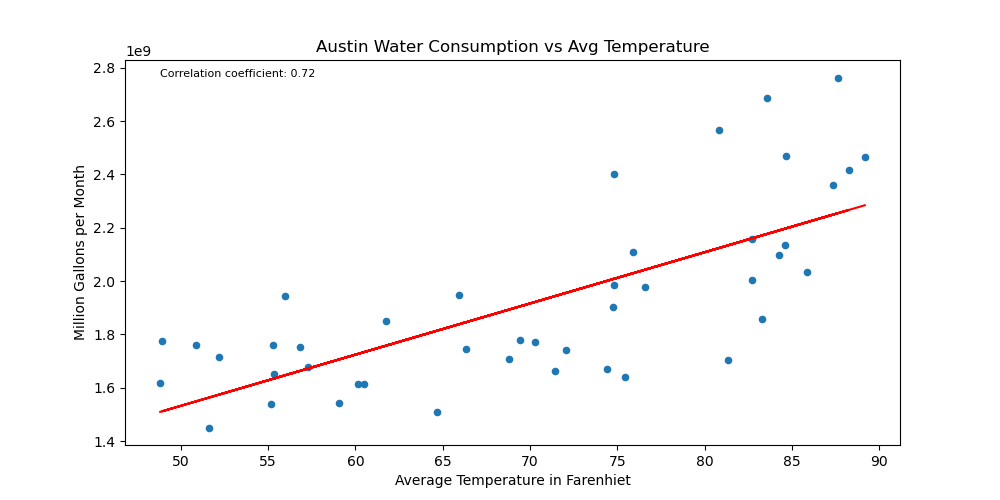 Austin Water Consumption vs Avg Temperature
1e9
Correlation coefficient: 0.72
2.8
2.6
2.4
2.2
2.0
1.8
1.6
1.4
Million Gallons per Month
50 55 60 65 70 75 80 85 90
Average Temperature in Farenhiet